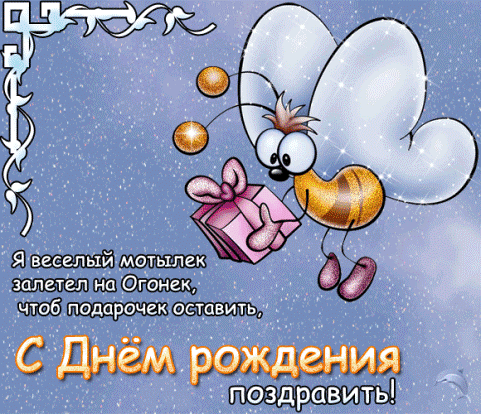 Я веселый мотылек
залетел на Огонек,
чтоб подарочек оставить,
С Днём рождения
поздравить!